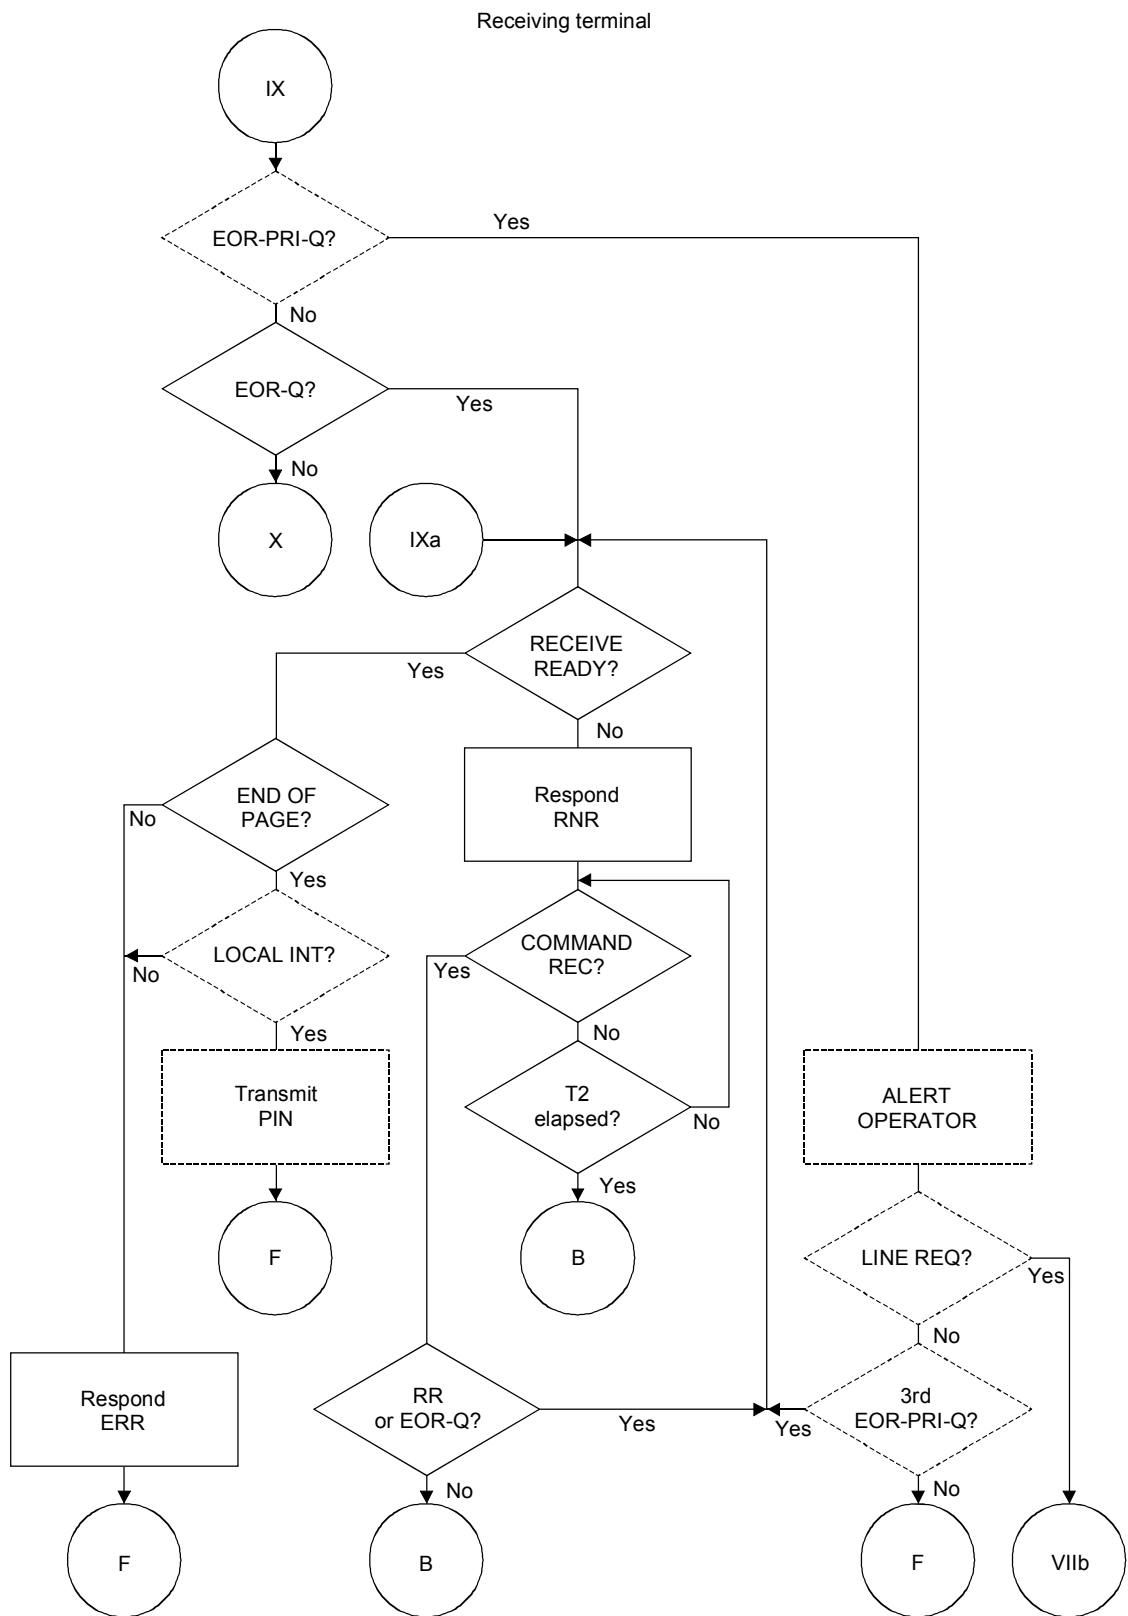 Receiving terminal
IX
EOR-PRI-Q?
Yes
No
EOR-Q?
Yes
No
X
IXa
RECEIVE
READY?
Yes
No
END OF
PAGE?
No
Yes
Respond
RNR
LOCAL INT?
No
Yes
COMMAND
REC?
Yes
No
Transmit
PIN
T2
elapsed?
No
Yes
ALERT
OPERATOR
F
B
LINE REQ?
Yes
No
Respond
ERR
RR
or EOR-Q?
Yes
No
3rd
EOR-PRI-Q?
Yes
No
F
B
F
VIIb